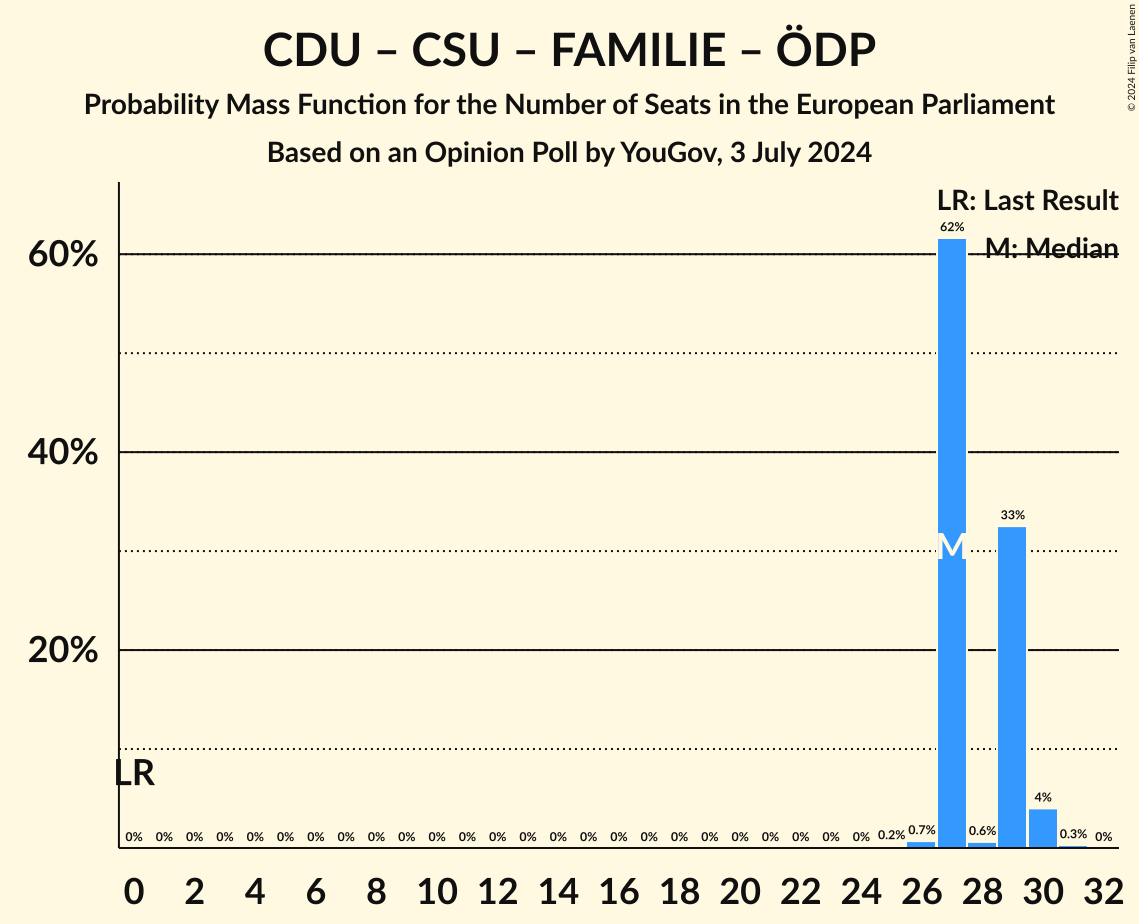 CDU – CSU – FAMILIE – ÖDP
Probability Mass Function for the Number of Seats in the European Parliament
Based on an Opinion Poll by YouGov, 3 July 2024
© 2024 Filip van Laenen
LR: Last Result
M: Median
60%
40%
20%
62%
33%
M
LR
4%
0% 0% 0% 0% 0% 0% 0% 0% 0% 0% 0% 0% 0% 0% 0% 0% 0% 0% 0% 0% 0% 0% 0% 0% 0% 0.2% 0.7% 0.6% 0.3% 0%
0 2 4 6 8 10 12 14 16 18 20 22 24 26 28 30 32